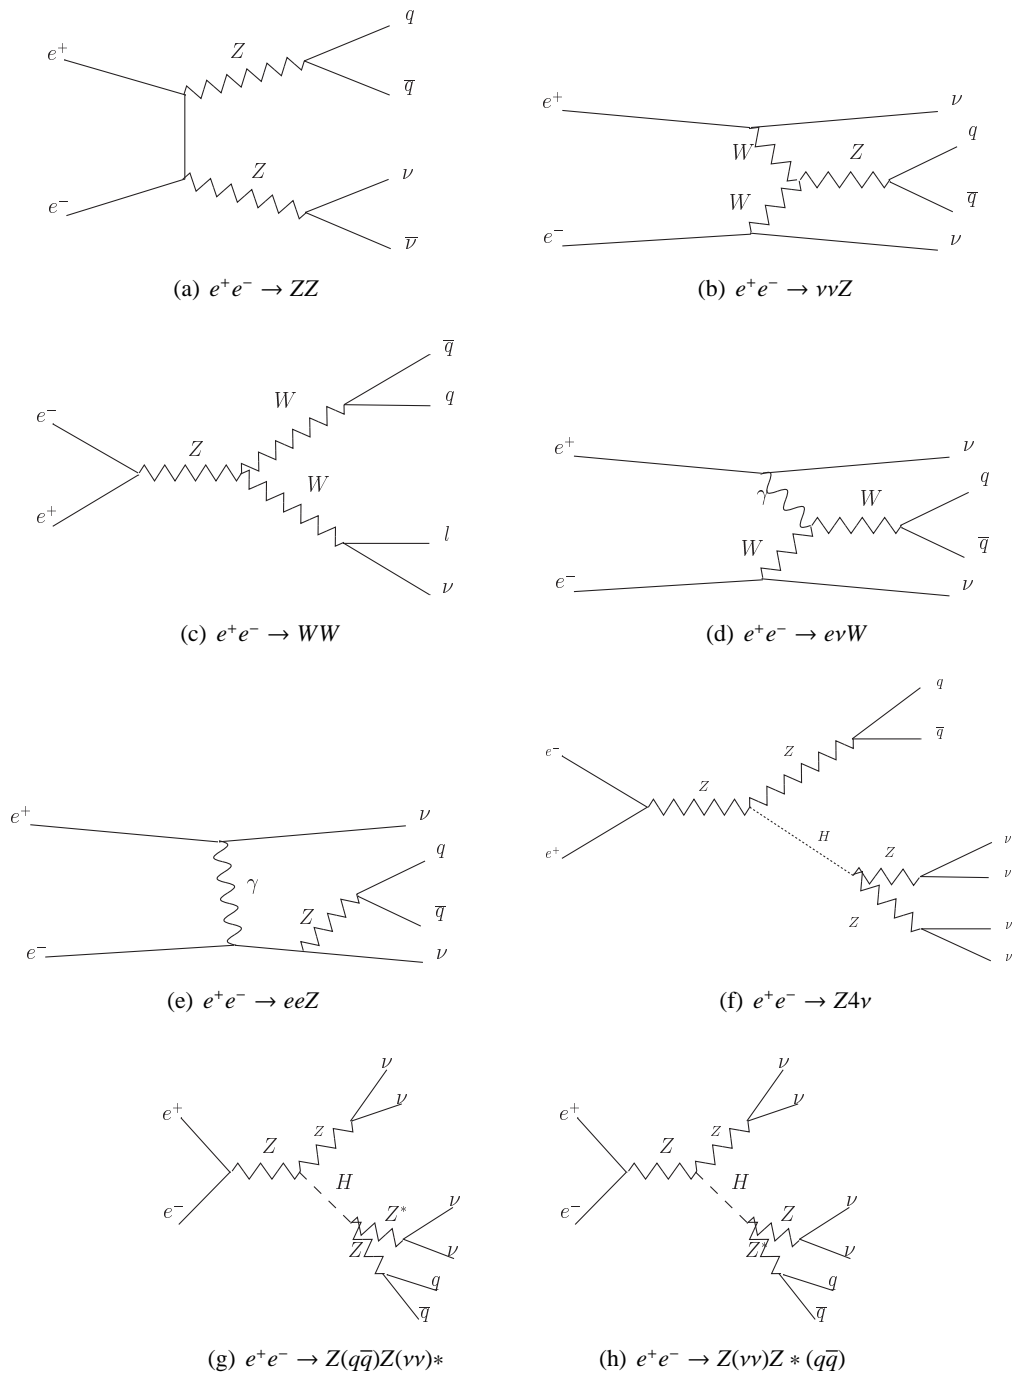 e⁺
e⁻
Z
Z
q
q̅
ν
ν̅
(a) e⁺e⁻ → ZZ
e⁺
e⁻
W
W
Z
ν
q
q̅
ν
(b) e⁺e⁻ → ννZ
e⁻
e⁺
Z
W
W
q̅
q
l
ν
(c) e⁺e⁻ → WW
e⁺
e⁻
γ
W
W
ν
q
q̅
ν
(d) e⁺e⁻ → eνW
e⁺
e⁻
γ
Z
ν
q
q̅
ν
(e) e⁺e⁻ → eeZ
e⁻
e⁺
Z
Z
H
Z
Z
q
q̅
ν
ν
ν
ν
(f) e⁺e⁻ → Z4ν
e⁺
e⁻
Z
Z
H
Z*
Z
ν
ν
ν
ν
q
q̅
(g) e⁺e⁻ → Z(qq̅)Z(νν)*
e⁺
e⁻
Z
Z
H
Z
Z*
ν
ν
ν
ν
q
q̅
(h) e⁺e⁻ → Z(νν)Z * (qq̅)